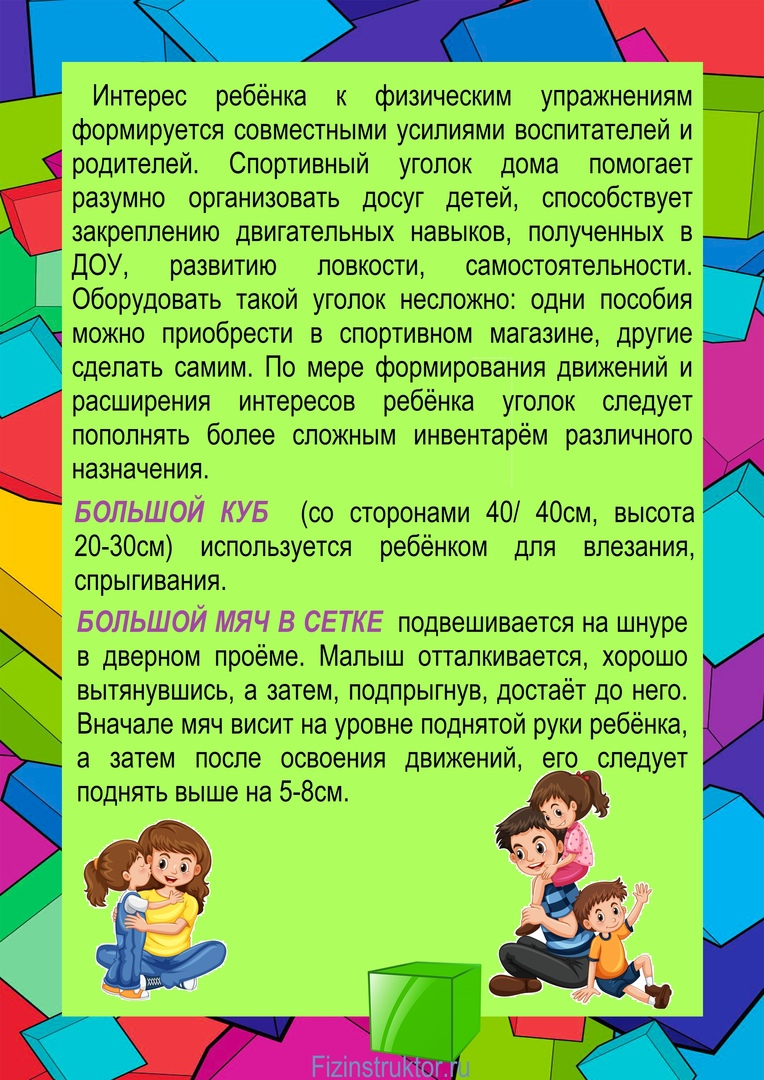 Интерес ребёнка к физическим упражнениям
формируется совместными усилиями воспитателей и
родителей. Спортивный уголок дома помогает
разумно организовать досуг детей, способствует
закреплению двигательных навыков, полученных в
ДОУ, развитию ловкости, самостоятельности.
Оборудовать такой уголок несложно: одни пособия
можно приобрести в спортивном магазине, другие
сделать самим. По мере формирования движений и
расширения интересов ребёнка уголок следует
пополнять более сложным инвентарём различного
назначения.
БОЛЬШОЙ КУБ (со сторонами 40/ 40см, высота
20-30см) используется ребёнком для влезания,
спрыгивания.
БОЛЬШОЙ МЯЧ В СЕТКЕ подвешивается на шнуре
в дверном проёме. Малыш отталкивается, хорошо
вытянувшись, а затем, подпрыгнув, достаёт до него.
Вначале мяч висит на уровне поднятой руки ребёнка,
а затем после освоения движений, его следует
поднять выше на 5-8см.
Fizinstruktor.ru